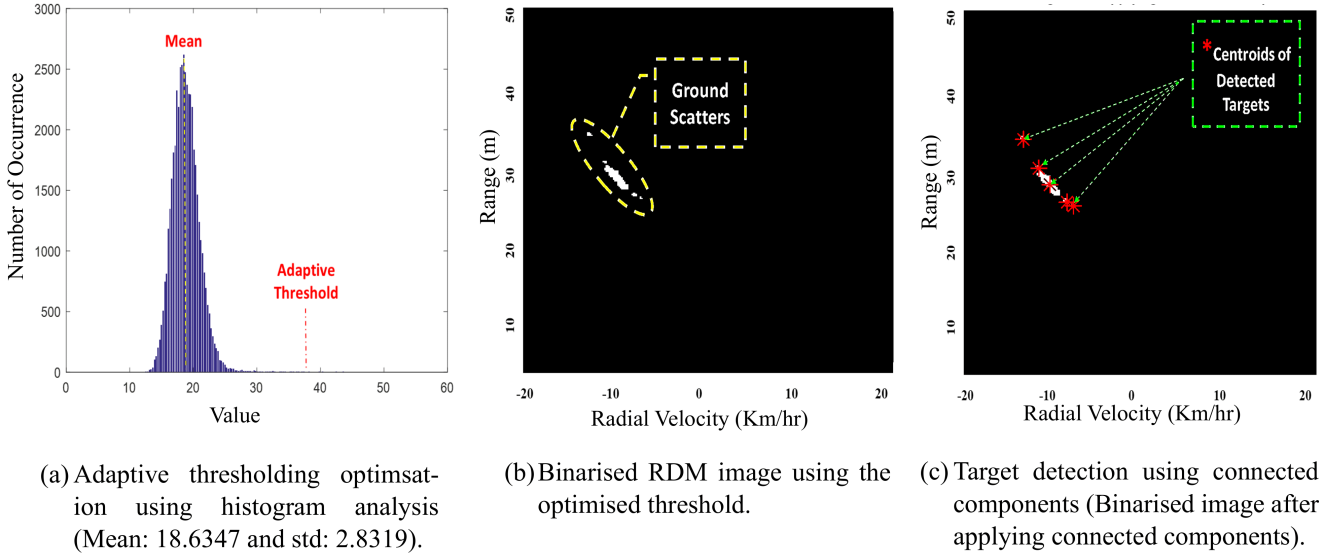 3000
2500
2000
1500
1000
500
0
Number of Occurrence
Mean
Adaptive
Threshold
0 10 20 30 40 50 60
Value
50
40
30
20
10
Range (m)
Ground
Scatters
-20 -10 0 10 20
Radial Velocity (Km/hr)
50
40
30
20
10
Range (m)
* Centroids of
Detected
Targets
-20 -10 0 10 20
Radial Velocity (Km/hr)
(a) Adaptive thresholding optimsat-
ion using histogram analysis
(Mean: 18.6347 and std: 2.8319).
(b) Binarised RDM image using the
optimised threshold.
(c) Target detection using connected
components (Binarised image after
applying connected components).